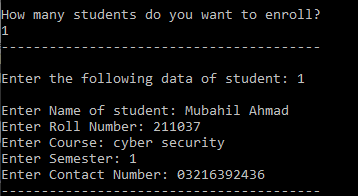 How many students do you want to enroll?
1
----------------------------------------
Enter the following data of student: 1
Enter Name of student: Mubahil Ahmad
Enter Roll Number: 211037
Enter Course: cyber security
Enter Semester: 1
Enter Contact Number: 03216392436
----------------------------------------